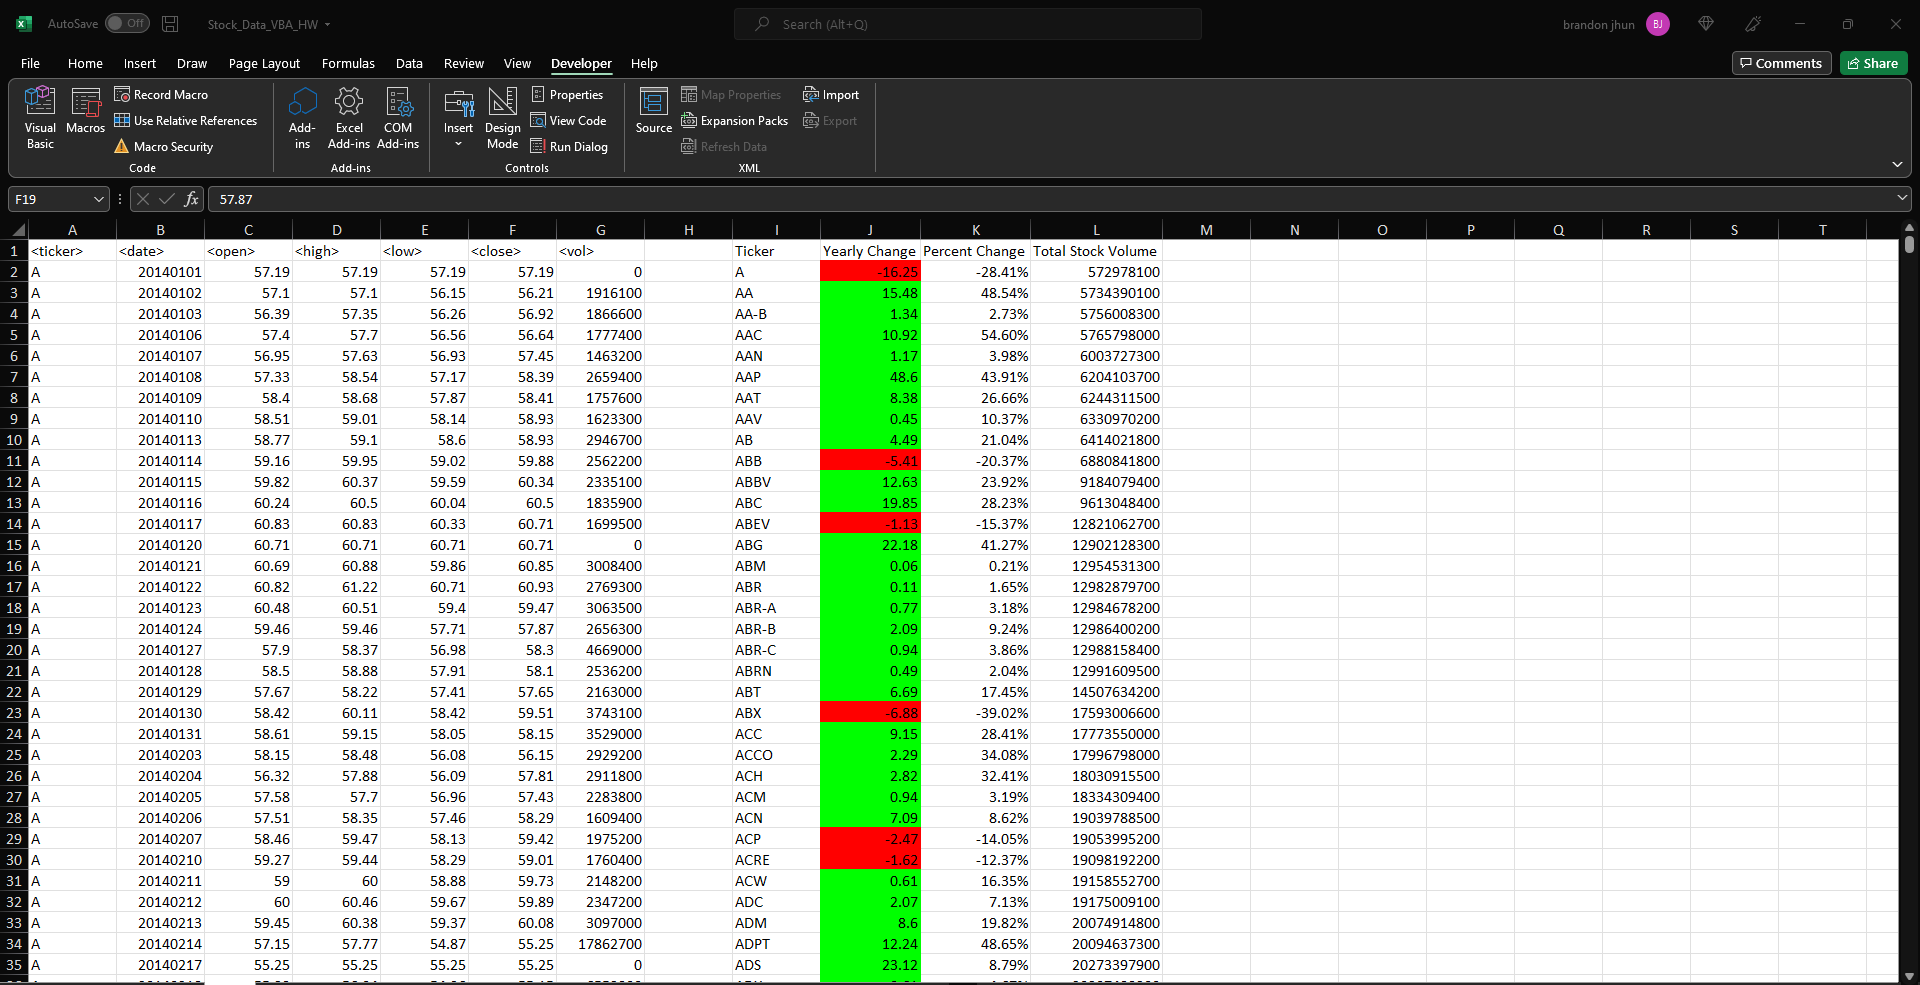 AutoSave Off Stock_Data_VBA_HW Search (Alt+Q) brandon jhun BJ
File Home Insert Draw Page Layout Formulas Data Review View Developer Help Comments Share
Visual Basic
Macros
Record Macro
Use Relative References
Macro Security
Code
Add-ins
Excel Add-ins
COM Add-ins
Add-ins
Insert
Design Mode
Properties
View Code
Run Dialog
Controls
Source
Map Properties
Expansion Packs
Refresh Data
Import
Export
XML
F19 fx 57.87
A B C D E F G H I J K L M N O P Q R S T
1 <ticker> <date> <open> <high> <low> <close> <vol> Ticker Yearly Change Percent Change Total Stock Volume
2 A 20140101 57.19 57.19 57.19 57.19 0 A -16.25 -28.41% 572978100
3 A 20140102 57.1 57.1 56.15 56.21 1916100 AA 15.48 48.54% 5734390100
4 A 20140103 56.39 57.35 56.26 56.92 1866600 AA-B 1.34 2.73% 5756008300
5 A 20140106 57.4 57.7 56.56 56.64 1777400 AAC 10.92 54.60% 5765798000
6 A 20140107 56.95 57.63 56.93 57.45 1463200 AAN 1.17 3.98% 6003727300
7 A 20140108 57.33 58.54 57.17 58.39 2659400 AAP 48.6 43.91% 6204103700
8 A 20140109 58.4 58.68 57.87 58.41 1757600 AAT 8.38 26.66% 6244311500
9 A 20140110 58.51 59.01 58.14 58.93 1623300 AAV 0.45 10.37% 6330970200
10 A 20140113 58.77 59.1 58.6 58.93 2946700 AB 4.49 21.04% 6414021800
11 A 20140114 59.16 59.95 59.02 59.88 2562200 ABB -5.41 -20.37% 6880841800
12 A 20140115 59.82 60.37 59.59 60.34 2335100 ABBV 12.63 23.92% 9184079400
13 A 20140116 60.24 60.5 60.04 60.5 1835900 ABC 19.85 28.23% 9613048400
14 A 20140117 60.83 60.83 60.33 60.71 1699500 ABEV -1.13 -15.37% 12821062700
15 A 20140120 60.71 60.71 60.71 60.71 0 ABG 22.18 41.27% 12902128300
16 A 20140121 60.69 60.88 59.86 60.85 3008400 ABM 0.06 0.21% 12954531300
17 A 20140122 60.82 61.22 60.71 60.93 2769300 ABR 0.11 1.65% 12982879700
18 A 20140123 60.48 60.51 59.4 59.47 3063500 ABR-A 0.77 3.18% 12984678200
19 A 20140124 59.46 59.46 57.71 57.87 2656300 ABR-B 2.09 9.24% 12986400200
20 A 20140127 57.9 58.37 56.98 58.3 4669000 ABR-C 0.94 3.86% 12988158400
21 A 20140128 58.5 58.88 57.91 58.1 2536200 ABRN 0.49 2.04% 12991609500
22 A 20140129 57.67 58.22 57.41 57.65 2163000 ABT 6.69 17.45% 14507634200
23 A 20140130 58.42 60.11 58.42 59.51 3743100 ABX -6.88 -39.02% 17593006600
24 A 20140131 58.61 59.15 58.05 58.15 3529000 ACC 9.15 28.41% 17773550000
25 A 20140203 58.15 58.48 56.08 56.15 2929200 ACCO 2.29 34.08% 17996798000
26 A 20140204 56.32 57.88 56.09 57.81 2911800 ACH 2.82 32.41% 18030915500
27 A 20140205 57.58 57.7 56.96 57.43 2283800 ACM 0.94 3.19% 18334309400
28 A 20140206 57.51 58.35 57.46 58.29 1609400 ACN 7.09 8.62% 19039788500
29 A 20140207 58.46 59.47 58.13 59.42 1975200 ACP -2.47 -14.05% 19053995200
30 A 20140210 59.27 59.44 58.29 59.01 1760400 ACRE -1.62 -12.37% 19098192200
31 A 20140211 59 60 58.88 59.73 2148200 ACW 0.61 16.35% 19158552700
32 A 20140212 60 60.46 59.67 59.89 2347200 ADC 2.07 7.13% 19175009100
33 A 20140213 59.45 60.38 59.37 60.08 3097000 ADM 8.6 19.82% 20074914800
34 A 20140214 57.15 57.77 54.87 55.25 17862700 ADPT 12.24 48.65% 20094637300
35 A 20140217 55.25 55.25 55.25 55.25 0 ADS 23.12 8.79% 20273397900